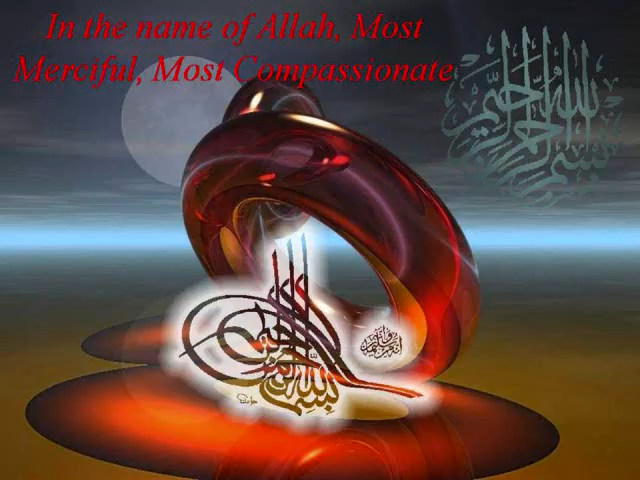 In the name of Allah, Most
Merciful, Most Compassionate
بسم الله الرحمن الرحيم
بسم الله الرحمن الرحيم